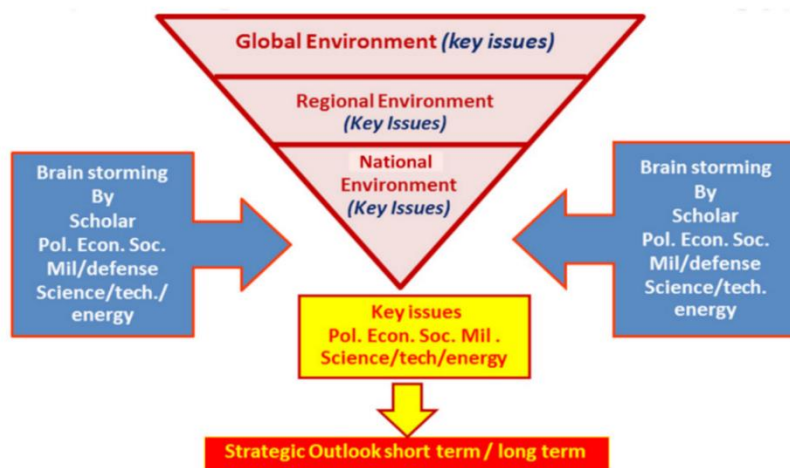 Global Environment (key issues)
Regional Environment
(Key Issues)
National
Environment
(Key Issues)
Brain storming
By
Scholar
Pol. Econ. Soc.
Mil/defense
Science/tech./
energy
Brain storming
By
Scholar
Pol. Econ. Soc.
Mil/defense
Science/tech.
energy
Key issues
Pol. Econ. Soc. Mil .
Science/tech/energy
Strategic Outlook short term / long term